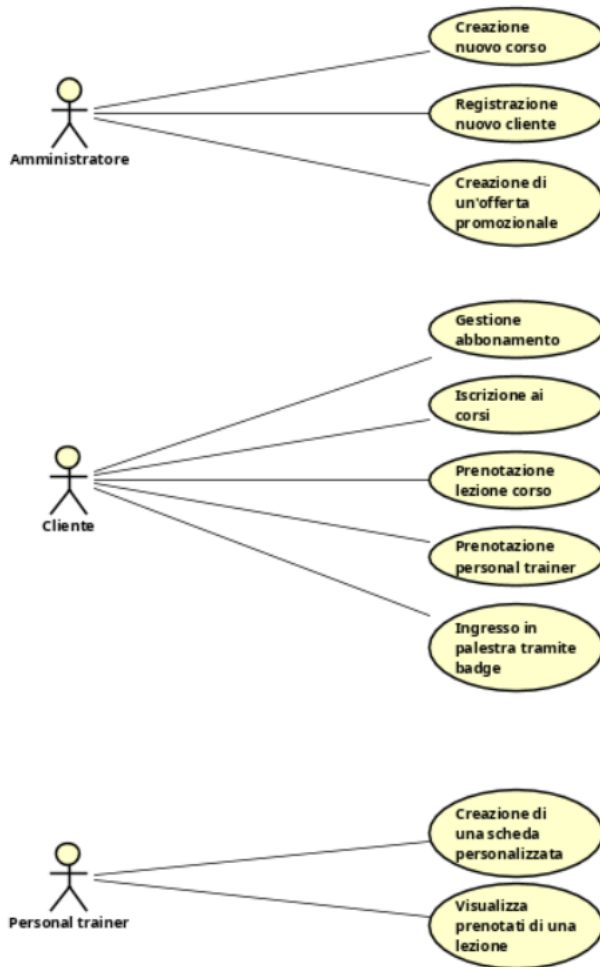 Creazione
nuovo corso
Registrazione
nuovo cliente
Amministratore
Creazione di
un'offerta
promozionale
Gestione
abbonamento
Iscrizione ai
corsi
Prenotazione
lezione corso
Cliente
Prenotazione
personal trainer
Ingresso in
palestra tramite
badge
Creazione di
una scheda
personalizzata
Personal trainer
Visualizza
prenotati di una
lezione